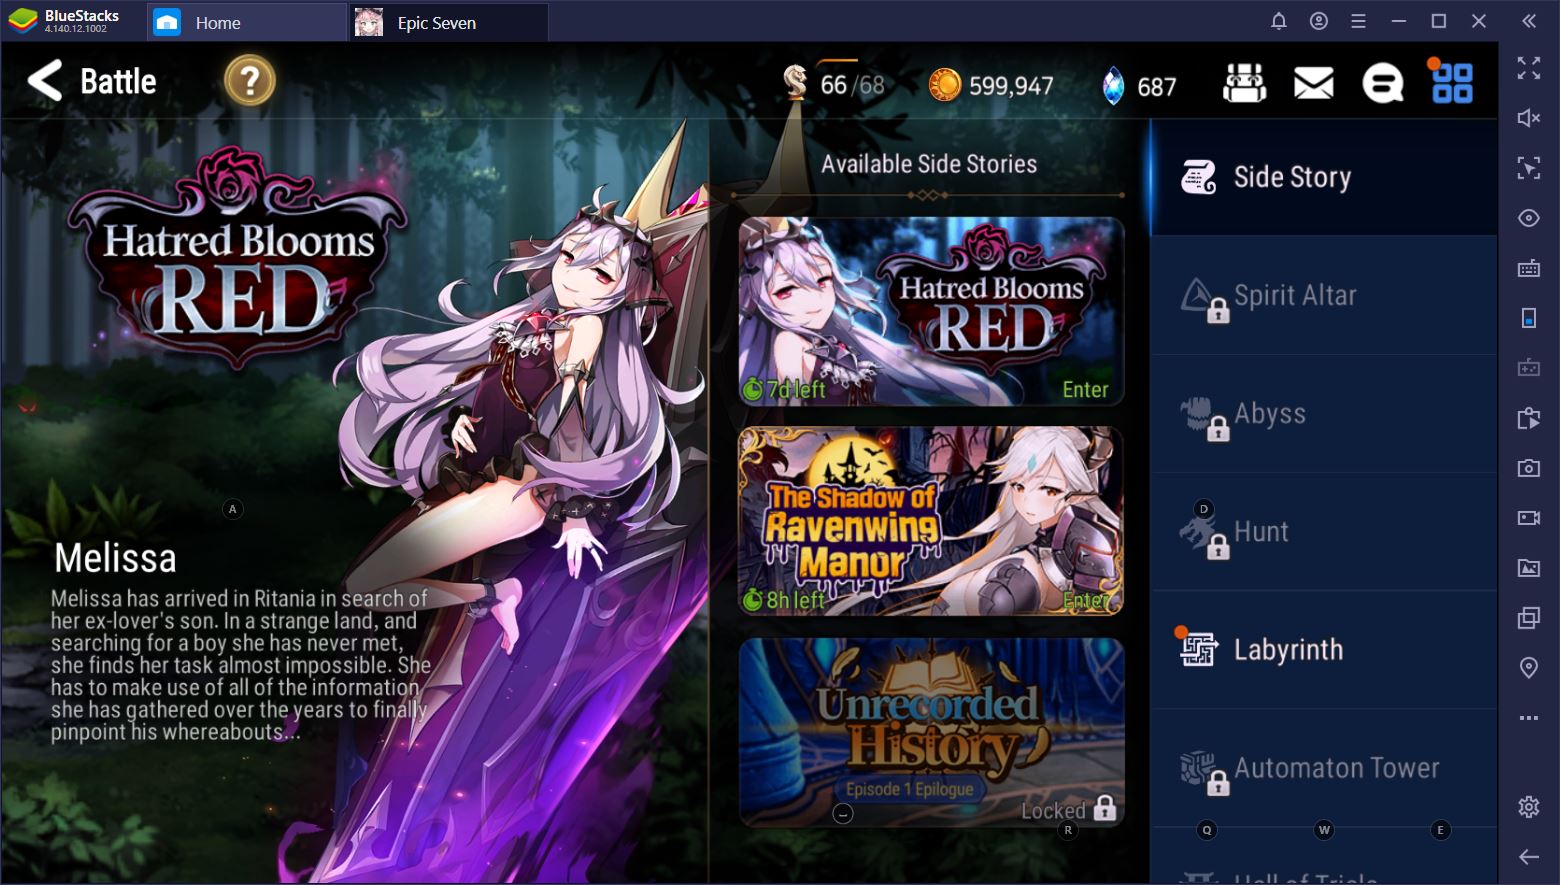 BlueStacks
4.140.12.1002
Home
Epic Seven
Battle
?
66/68
599,947
687
Hatred Blooms
RED
Melissa
Melissa has arrived in Ritania in search of
her ex-lover's son. In a strange land, and
searching for a boy she has never met,
she finds her task almost impossible. She
has to make use of all of the information
she has gathered over the years to finally
pinpoint his whereabouts...
A
Available Side Stories
Hatred Blooms
RED
7d left
Enter
The Shadow of
Ravenwing
Manor
8h left
Enter
Unrecorded
History
Episode 1 Epilogue
Locked
R
Side Story
Spirit Altar
Abyss
D
Hunt
Labyrinth
Automaton Tower
Q
W
E
Hall of Trials